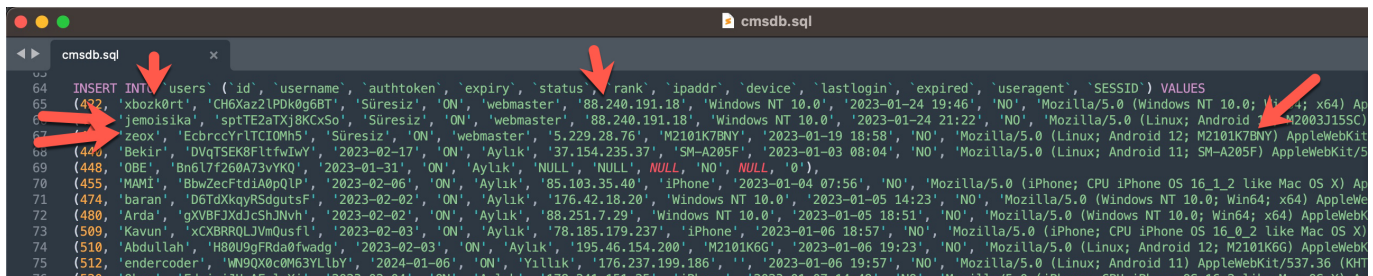 cmsdb.sql
cmsdb.sql ×
64 INSERT INTO `users` (`id`, `username`, `authtoken`, `expiry`, `status`, `rank`, `ipaddr`, `device`, `lastlogin`, `expired`, `useragent`, `SESSID`) VALUES
65 'xbozk0rt', 'CH6Xaz2lPDk0g6BT', 'Süresiz', 'ON', 'webmaster', '88.240.191.18', 'Windows NT 10.0', '2023-01-24 19:46', 'NO', 'Mozilla/5.0 (Windows NT 10.0; x64) Ap
'jemoisika', 'sptTE2aTXj8KCxSo', 'Süresiz', 'ON', 'webmaster', '88.240.191.18', 'Windows NT 10.0', '2023-01-24 21:22', 'NO', 'Mozilla/5.0 (Linux; Android M2003J15SC)
'zeox', 'EcbrccYrlTCIOMh5', 'Süresiz', 'ON', 'webmaster', '5.229.28.76', 'M2101K7BNY', '2023-01-19 18:58', 'NO', 'Mozilla/5.0 (Linux; Android 12; M2101K7BNY) AppleWebKit
68 'Bekir', 'DVqTSEK8FltfwIwY', '2023-02-17', 'ON', 'Aylık', '37.154.235.37', 'SM-A205F', '2023-01-03 08:04', 'NO', 'Mozilla/5.0 (Linux; Android 11; SM-A205F) AppleWebKit/5
69 (448, 'OBE', 'Bn6l7f260A73vYKQ', '2023-01-31', 'ON', 'Aylık', 'NULL', 'NULL', NULL, 'NO', NULL, '0'),
70 (455, 'MAMİ', 'BbwZecFtdiA0pQlP', '2023-02-06', 'ON', 'Aylık', '85.103.35.40', 'iPhone', '2023-01-04 07:56', 'NO', 'Mozilla/5.0 (iPhone; CPU iPhone OS 16_1_2 like Mac OS X) Ap
71 (474, 'baran', 'D6TdXkqyRSdgutsF', '2023-02-02', 'ON', 'Aylık', '176.42.18.20', 'Windows NT 10.0', '2023-01-05 14:23', 'NO', 'Mozilla/5.0 (Windows NT 10.0; Win64; x64) AppleWe
72 (480, 'Arda', 'gXVBFJXdJcShJNvh', '2023-02-02', 'ON', 'Aylık', '88.251.7.29', 'Windows NT 10.0', '2023-01-05 18:51', 'NO', 'Mozilla/5.0 (Windows NT 10.0; Win64; x64) AppleWebK
73 (509, 'Kavun', 'xCXBRRQLJVmQusfl', '2023-02-03', 'ON', 'Aylık', '78.185.179.237', 'iPhone', '2023-01-06 18:57', 'NO', 'Mozilla/5.0 (iPhone; CPU iPhone OS 16_0_2 like Mac OS X)
74 (510, 'Abdullah', 'H80U9gFRda0fwadg', '2023-02-03', 'ON', 'Aylık', '195.46.154.200', 'M2101K6G', '2023-01-06 19:23', 'NO', 'Mozilla/5.0 (Linux; Android 12; M2101K6G) AppleWebKi
75 (512, 'endercoder', 'WN9QX0c0M63YLlbY', '2024-01-06', 'ON', 'Yıllık', '176.237.199.186', '', '2023-01-06 19:57', 'NO', 'Mozilla/5.0 (Linux; Android 11) AppleWebKit/537.36 (KHT